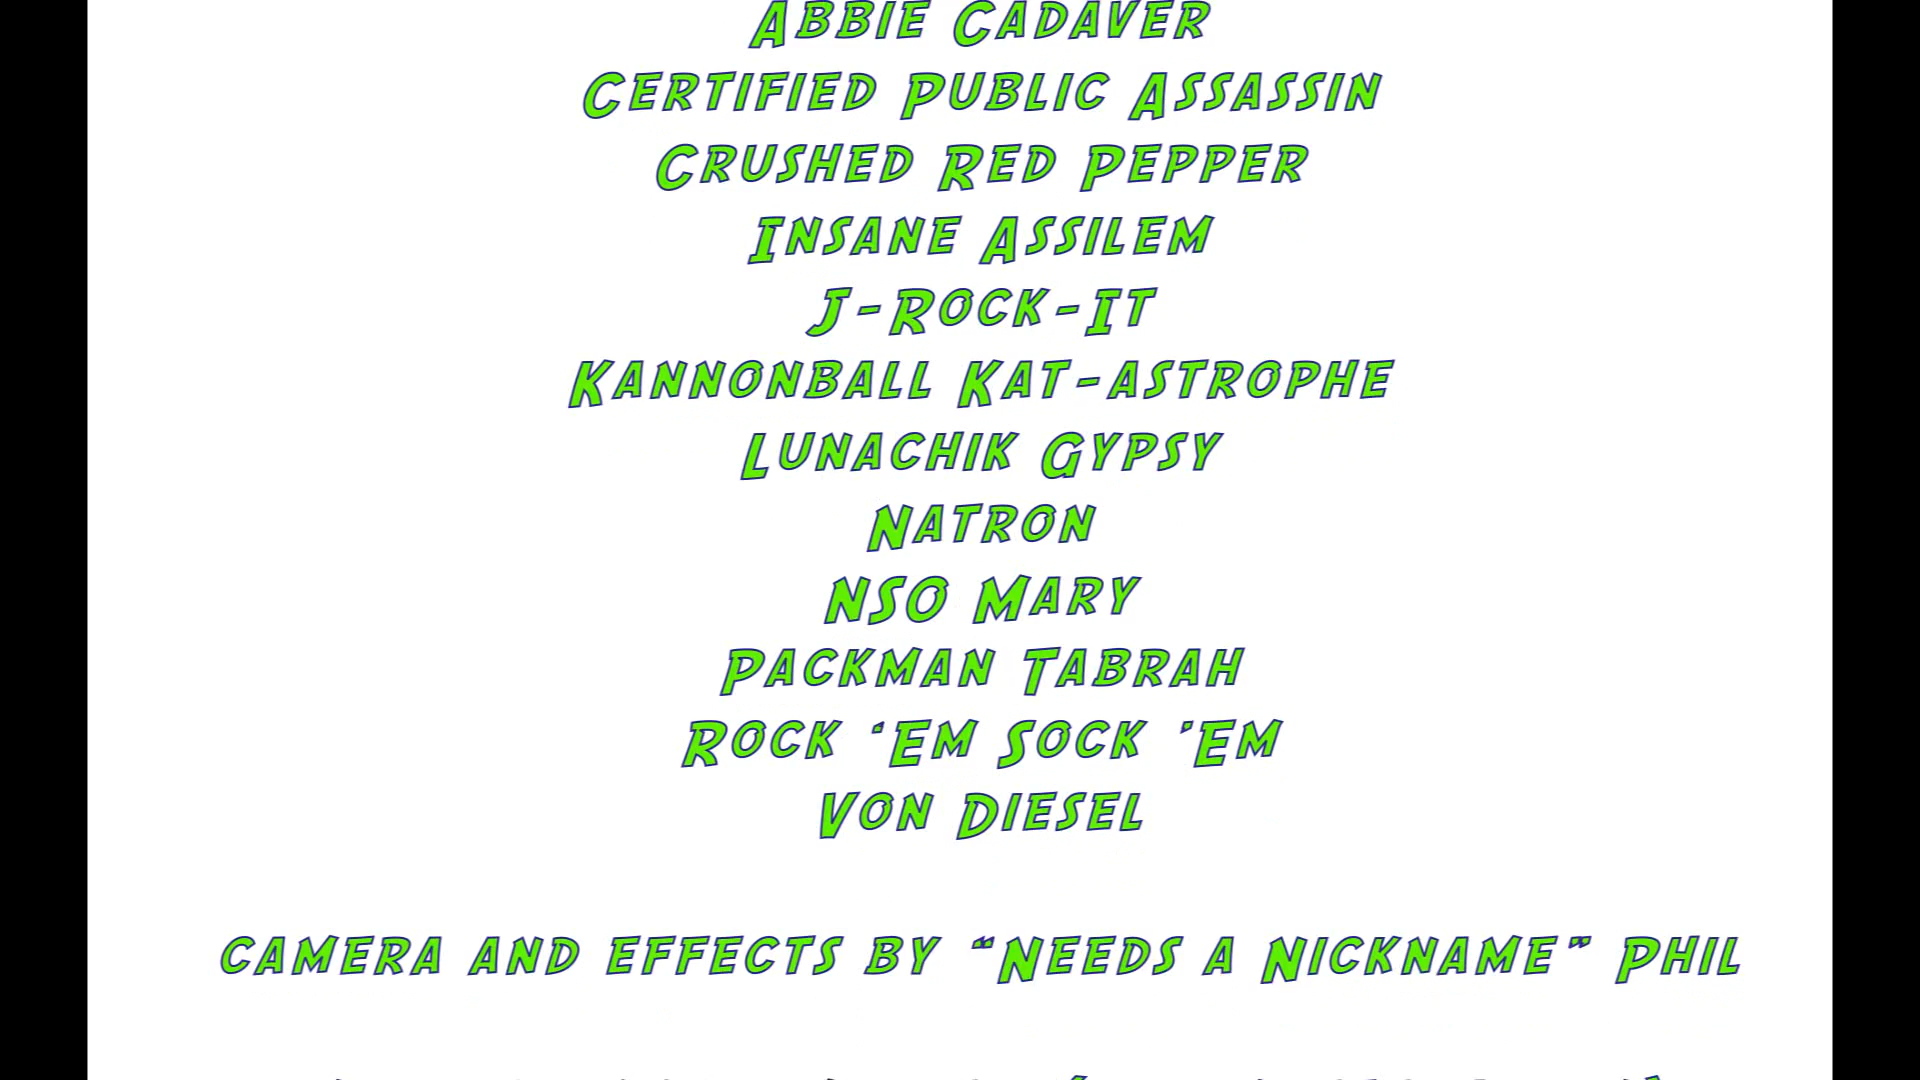 Abbie Cadaver
Certified Public Assassin
Crushed Red Pepper
Insane Assilem
J-Rock-It
Kannonball Kat-astrophe
Lunachik Gypsy
Natron
NSO Mary
Packman Tabrah
Rock 'Em Sock 'Em
Von Diesel
camera and effects by "Needs a Nickname" Phil